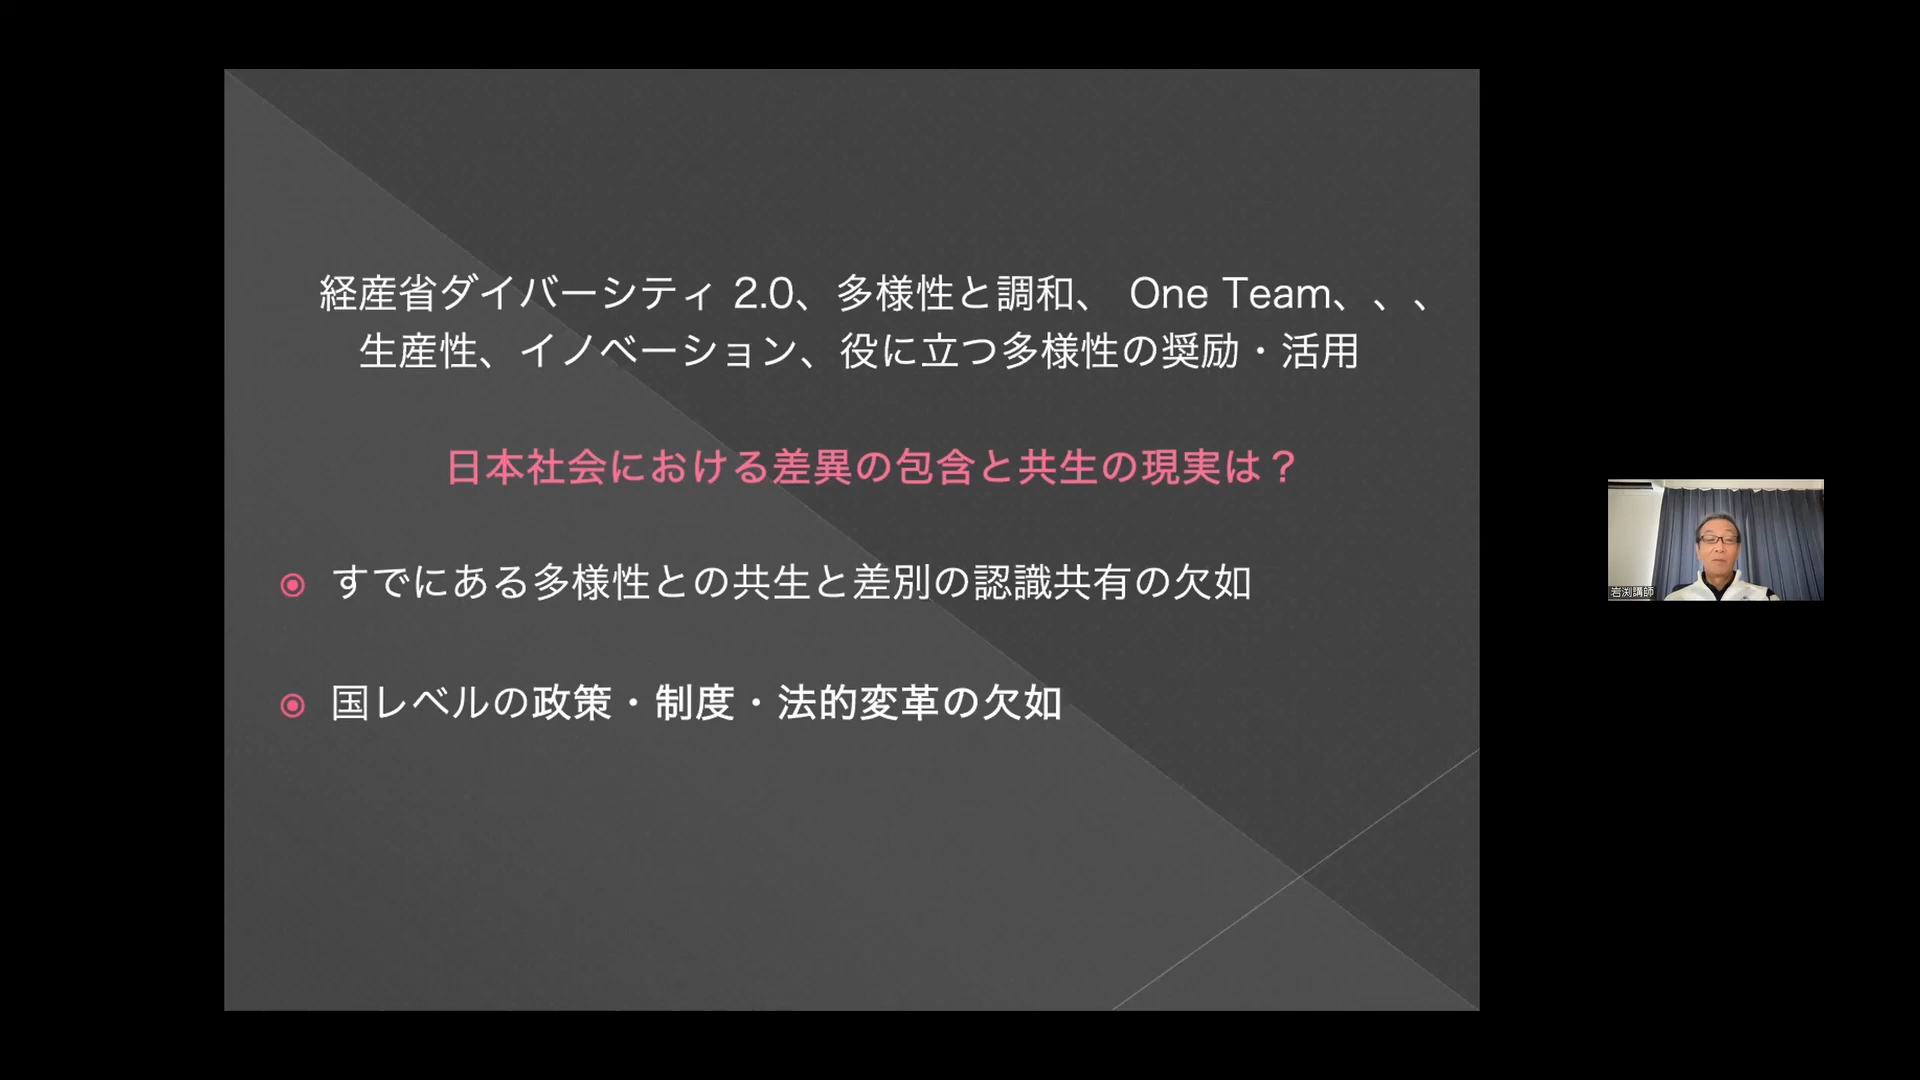 経産省ダイバーシティ 2.0、多様性と調和、 One Team、、、
生産性、イノベーション、役に立つ多様性の奨励・活用
日本社会における差異の包含と共生の現実は？
すでにある多様性との共生と差別の認識共有の欠如
国レベルの政策・制度・法的変革の欠如
岩渕講師